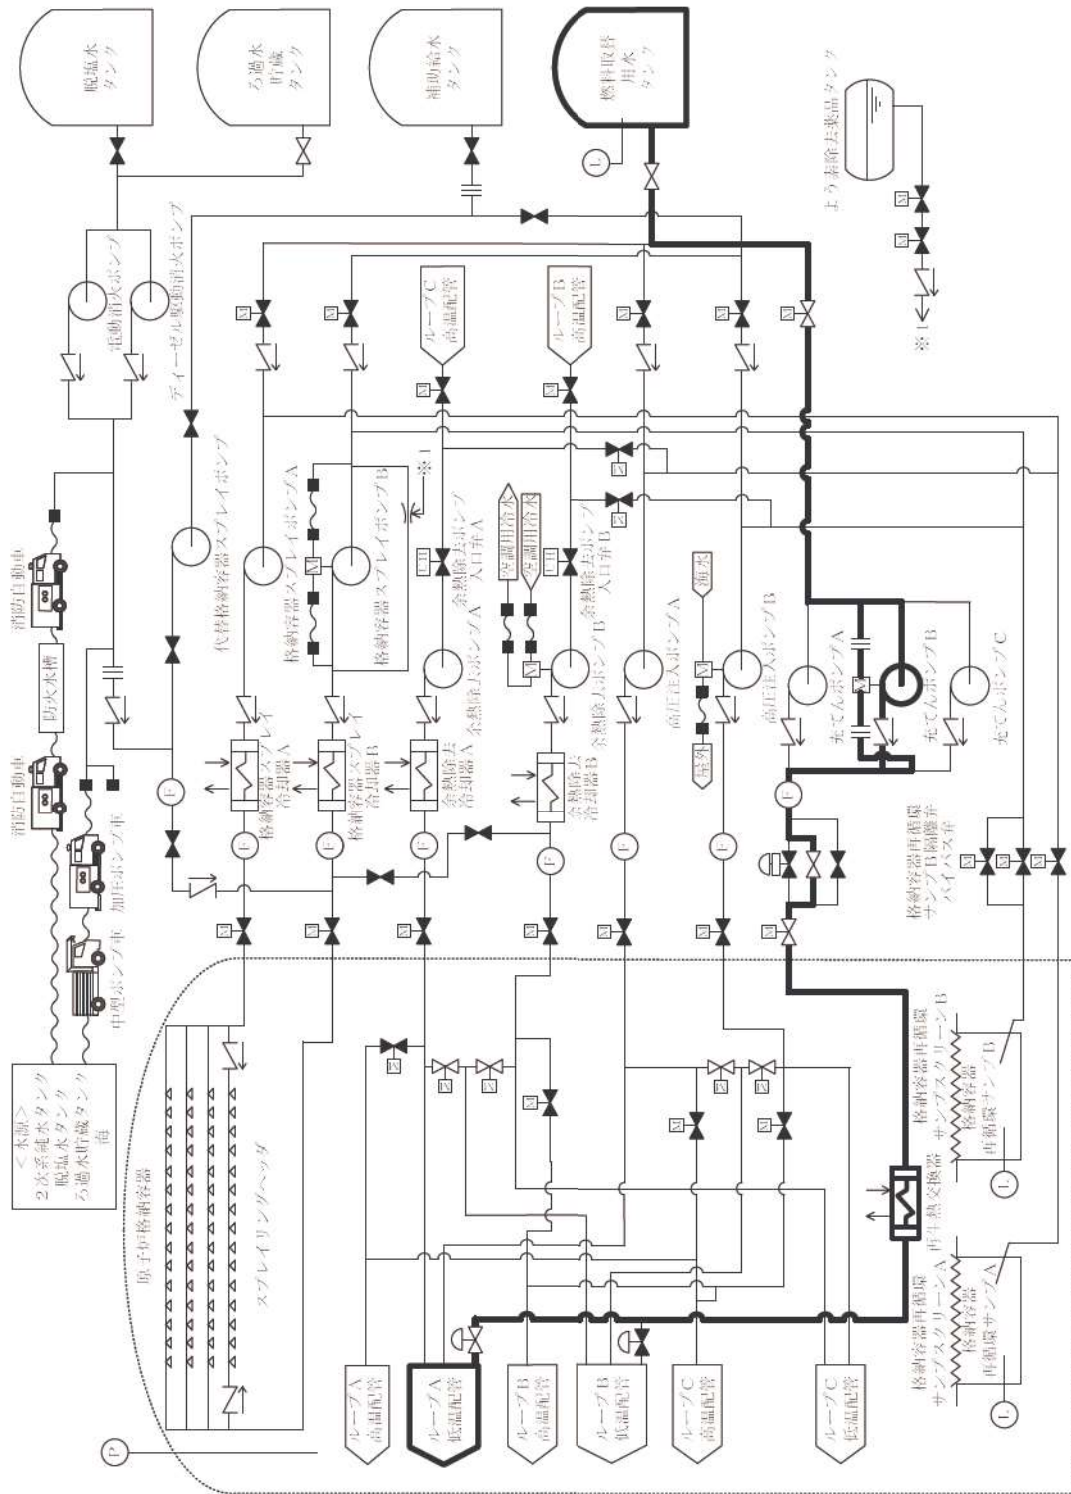 脱塩水
タンク
ろ過水
貯蔵
タンク
補助給水
タンク
燃料取替
用水
タンク
よう素除去薬品タンク
※1
電動消火ポンプ
ディーゼル駆動消火ポンプ
ループC
高温配管
ループB
高温配管
消防自動車
防火水槽
消防自動車
加圧ポンプ車
中型ポンプ車
<水源>
2次系純水タンク
脱塩水タンク
ろ過水貯蔵タンク
海
代替格納容器スプレイポンプ
格納容器スプレイポンプA
格納容器スプレイポンプB
※1
余熱除去ポンプ
入口弁A
余熱除去ポンプA
空調用冷水
空調用冷水
余熱除去ポンプ
入口弁B
余熱除去ポンプB
高圧注入ポンプA
海水
屋外
高圧注入ポンプB
充てんポンプA
充てんポンプB
充てんポンプC
格納容器スプレイ
冷却器A
格納容器スプレイ
冷却器B
余熱除去
冷却器A
余熱除去
冷却器B
格納容器再循環
サンプB隔離弁
バイパス弁
原子炉格納容器
スプレイリングヘッダ
再生熱交換器
格納容器再循環
サンプスクリーンB
格納容器
再循環サンプB
格納容器再循環
サンプスクリーンA
格納容器
再循環サンプA
ループA
高温配管
ループA
低温配管
ループB
高温配管
ループB
低温配管
ループC
高温配管
ループC
低温配管
P
L
L
L